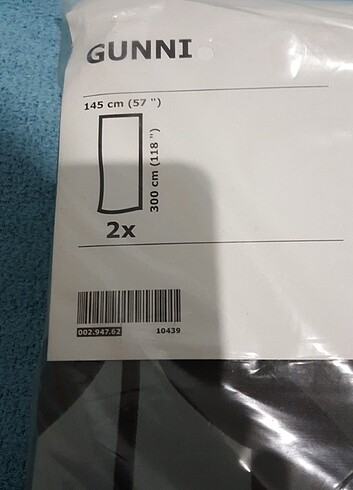 GUNNI
145 cm (57 ")
300 cm (118 ")
2x
002.947.62 10439